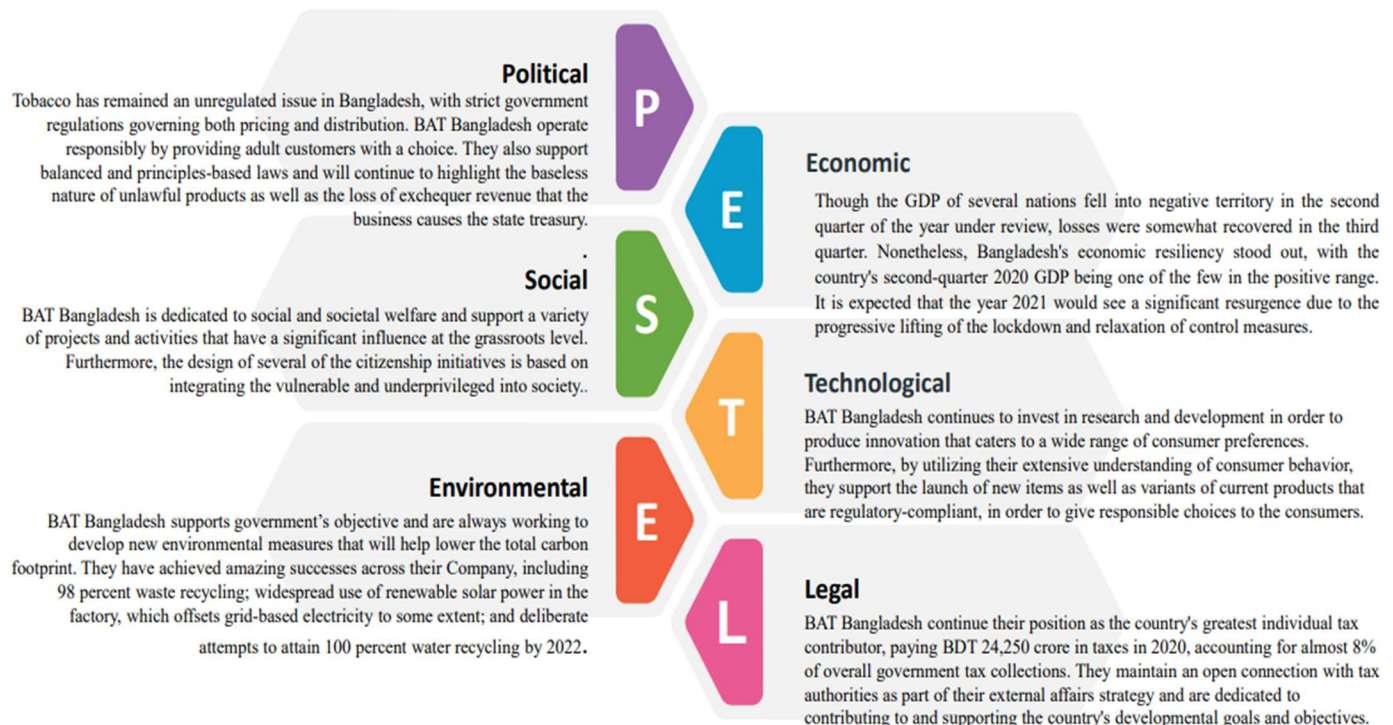 P
Political
Tobacco has remained an unregulated issue in Bangladesh, with strict government
regulations governing both pricing and distribution. BAT Bangladesh operate
responsibly by providing adult customers with a choice. They also support
balanced and principles-based laws and will continue to highlight the baseless
nature of unlawful products as well as the loss of exchequer revenue that the
business causes the state treasury.
.
E
Economic
Though the GDP of several nations fell into negative territory in the second
quarter of the year under review, losses were somewhat recovered in the third
quarter. Nonetheless, Bangladesh's economic resiliency stood out, with the
country's second-quarter 2020 GDP being one of the few in the positive range.
It is expected that the year 2021 would see a significant resurgence due to the
progressive lifting of the lockdown and relaxation of control measures.
S
Social
BAT Bangladesh is dedicated to social and societal welfare and support a variety
of projects and activities that have a significant influence at the grassroots level.
Furthermore, the design of several of the citizenship initiatives is based on
integrating the vulnerable and underprivileged into society..
T
Technological
BAT Bangladesh continues to invest in research and development in order to
produce innovation that caters to a wide range of consumer preferences.
Furthermore, by utilizing their extensive understanding of consumer behavior,
they support the launch of new items as well as variants of current products that
are regulatory-compliant, in order to give responsible choices to the consumers.
E
Environmental
BAT Bangladesh supports government’s objective and are always working to
develop new environmental measures that will help lower the total carbon
footprint. They have achieved amazing successes across their Company, including
98 percent waste recycling; widespread use of renewable solar power in the
factory, which offsets grid-based electricity to some extent; and deliberate
attempts to attain 100 percent water recycling by 2022.
L
Legal
BAT Bangladesh continue their position as the country's greatest individual tax
contributor, paying BDT 24,250 crore in taxes in 2020, accounting for almost 8%
of overall government tax collections. They maintain an open connection with tax
authorities as part of their external affairs strategy and are dedicated to
contributing to and supporting the country's developmental goals and objectives.